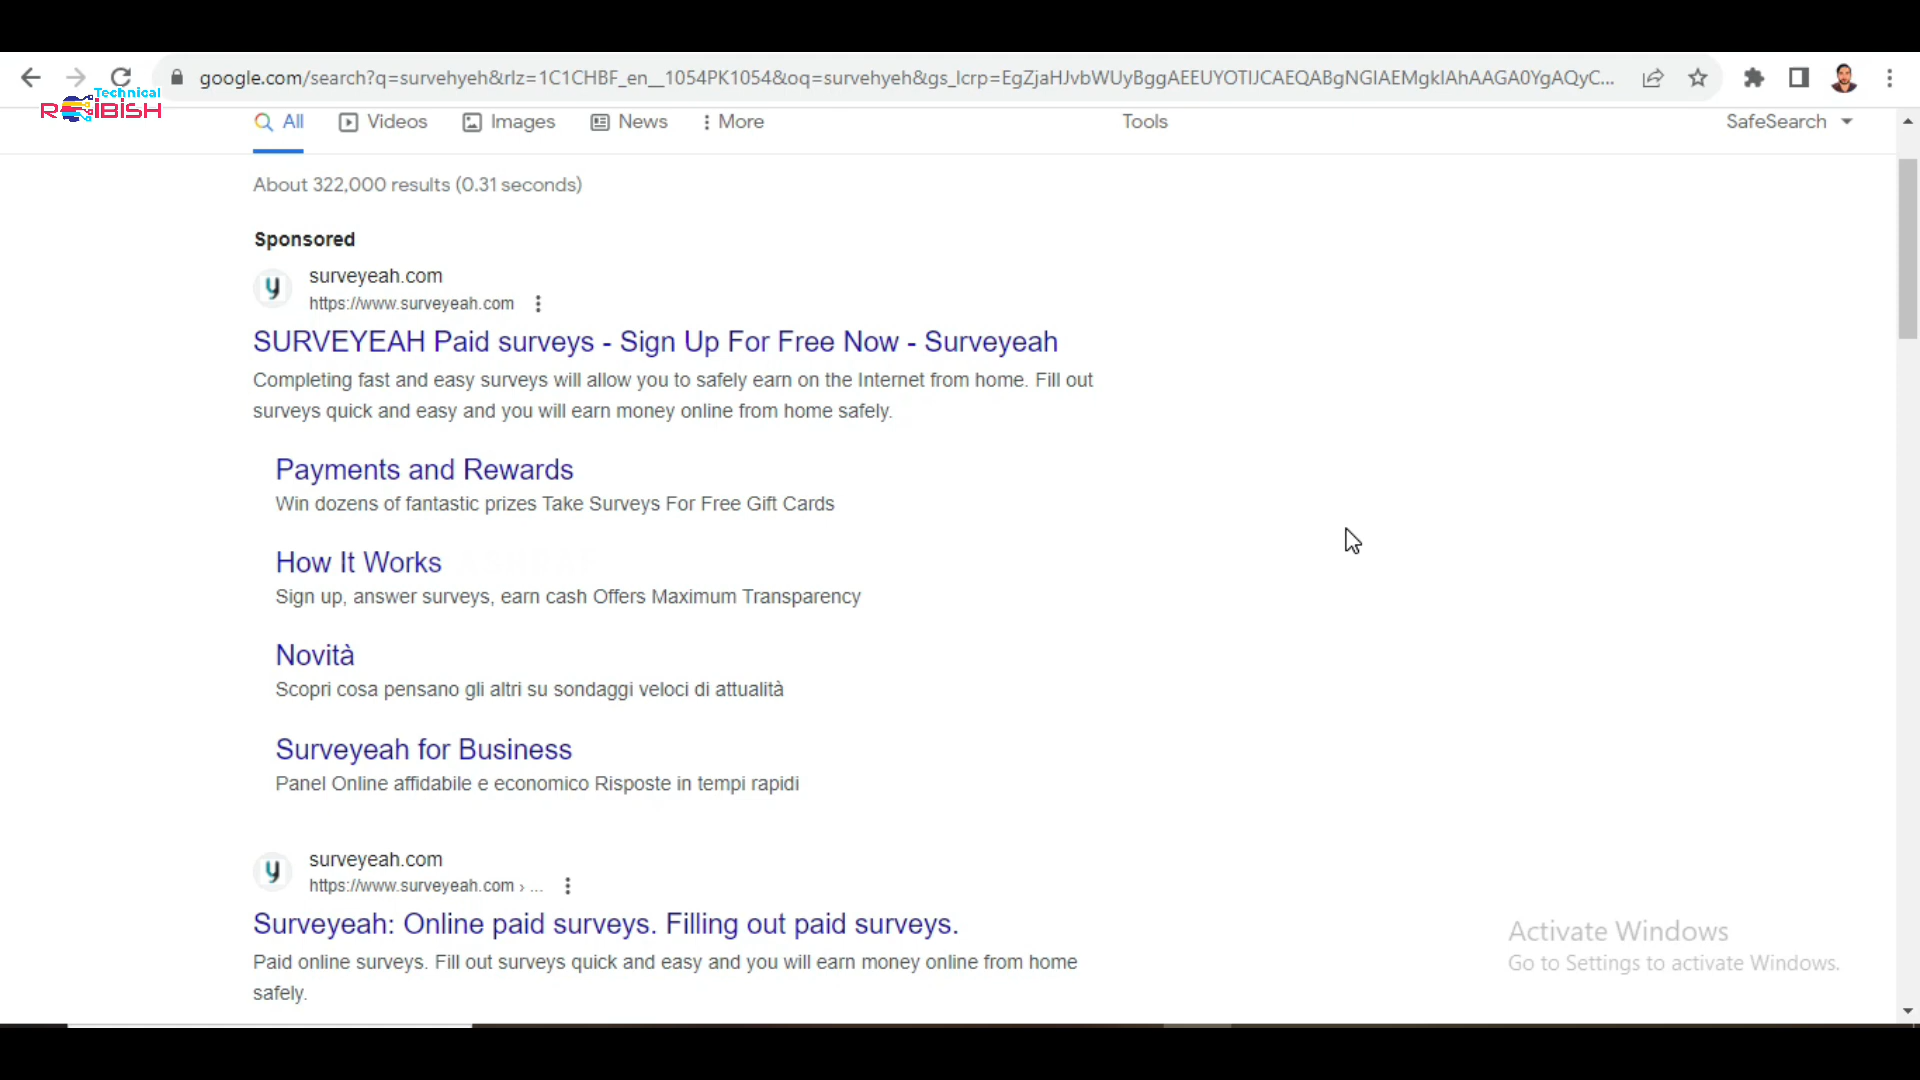 google.com/search?q=survehyeh&rlz=1C1CHBF_en__1054PK1054&oq=survehyeh&gs_lcrp=EgZjaHJvbWUyBggAEEUYOTIJCAEQABgNGIAEMgkIAhAAGA0YgAQyC...
Technical
All Videos Images News More Tools SafeSearch
About 322,000 results (0.31 seconds)
Sponsored
surveyeah.com
https://www.surveyeah.com
SURVEYEAH Paid surveys - Sign Up For Free Now - Surveyeah
Completing fast and easy surveys will allow you to safely earn on the Internet from home. Fill out
surveys quick and easy and you will earn money online from home safely.
Payments and Rewards
Win dozens of fantastic prizes Take Surveys For Free Gift Cards
How It Works
Sign up, answer surveys, earn cash Offers Maximum Transparency
Novità
Scopri cosa pensano gli altri su sondaggi veloci di attualità
Surveyeah for Business
Panel Online affidabile e economico Risposte in tempi rapidi
surveyeah.com
https://www.surveyeah.com › ...
Surveyeah: Online paid surveys. Filling out paid surveys.
Paid online surveys. Fill out surveys quick and easy and you will earn money online from home
safely.
Activate Windows
Go to Settings to activate Windows.